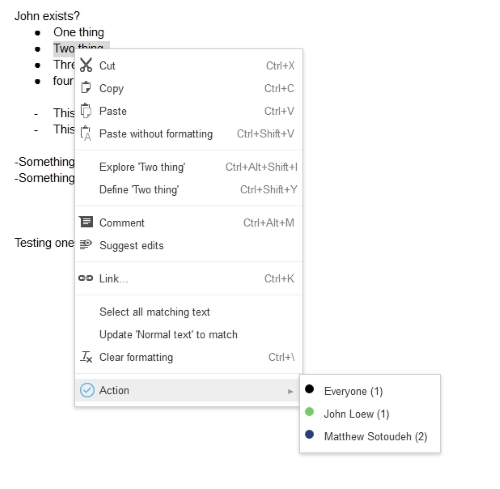 John exists?
● One thing
● Two thing
● Thre
● four
- This
- This
-Something
-Something
Testing one
Cut Ctrl+X
Copy Ctrl+C
Paste Ctrl+V
Paste without formatting Ctrl+Shift+V
Explore 'Two thing' Ctrl+Alt+Shift+I
Define 'Two thing' Ctrl+Shift+Y
Comment Ctrl+Alt+M
Suggest edits
Link... Ctrl+K
Select all matching text
Update 'Normal text' to match
Clear formatting Ctrl+\
Action ►
Everyone (1)
John Loew (1)
Matthew Sotoudeh (2)